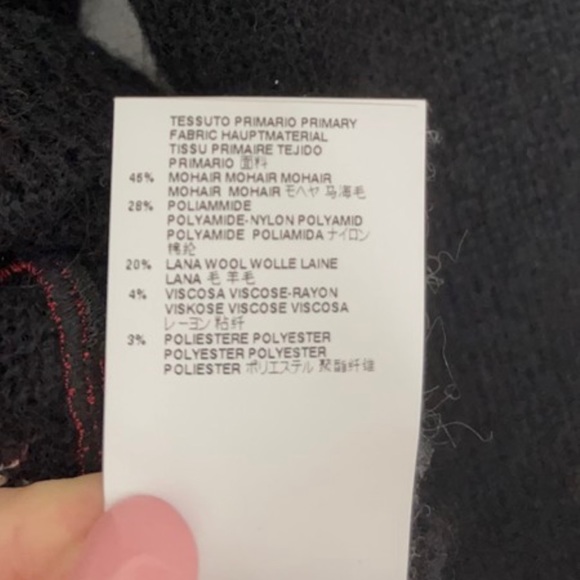 TESSUTO PRIMARIO PRIMARY
FABRIC HAUPTMATERIAL
TISSU PRIMAIRE TEJIDO
PRIMARIO 面料
45% MOHAIR MOHAIR MOHAIR
MOHAIR MOHAIR モヘヤ 马海毛
28% POLIAMMIDE
POLYAMIDE-NYLON POLYAMID
POLYAMIDE POLIAMIDA ナイロン
锦纶
20% LANA WOOL WOLLE LAINE
LANA 毛 羊毛
4% VISCOSA VISCOSE-RAYON
VISKOSE VISCOSE VISCOSA
レーヨン 粘纤
3% POLIESTERE POLYESTER
POLYESTER POLYESTER
POLIESTER ポリエステル 聚酯纤维